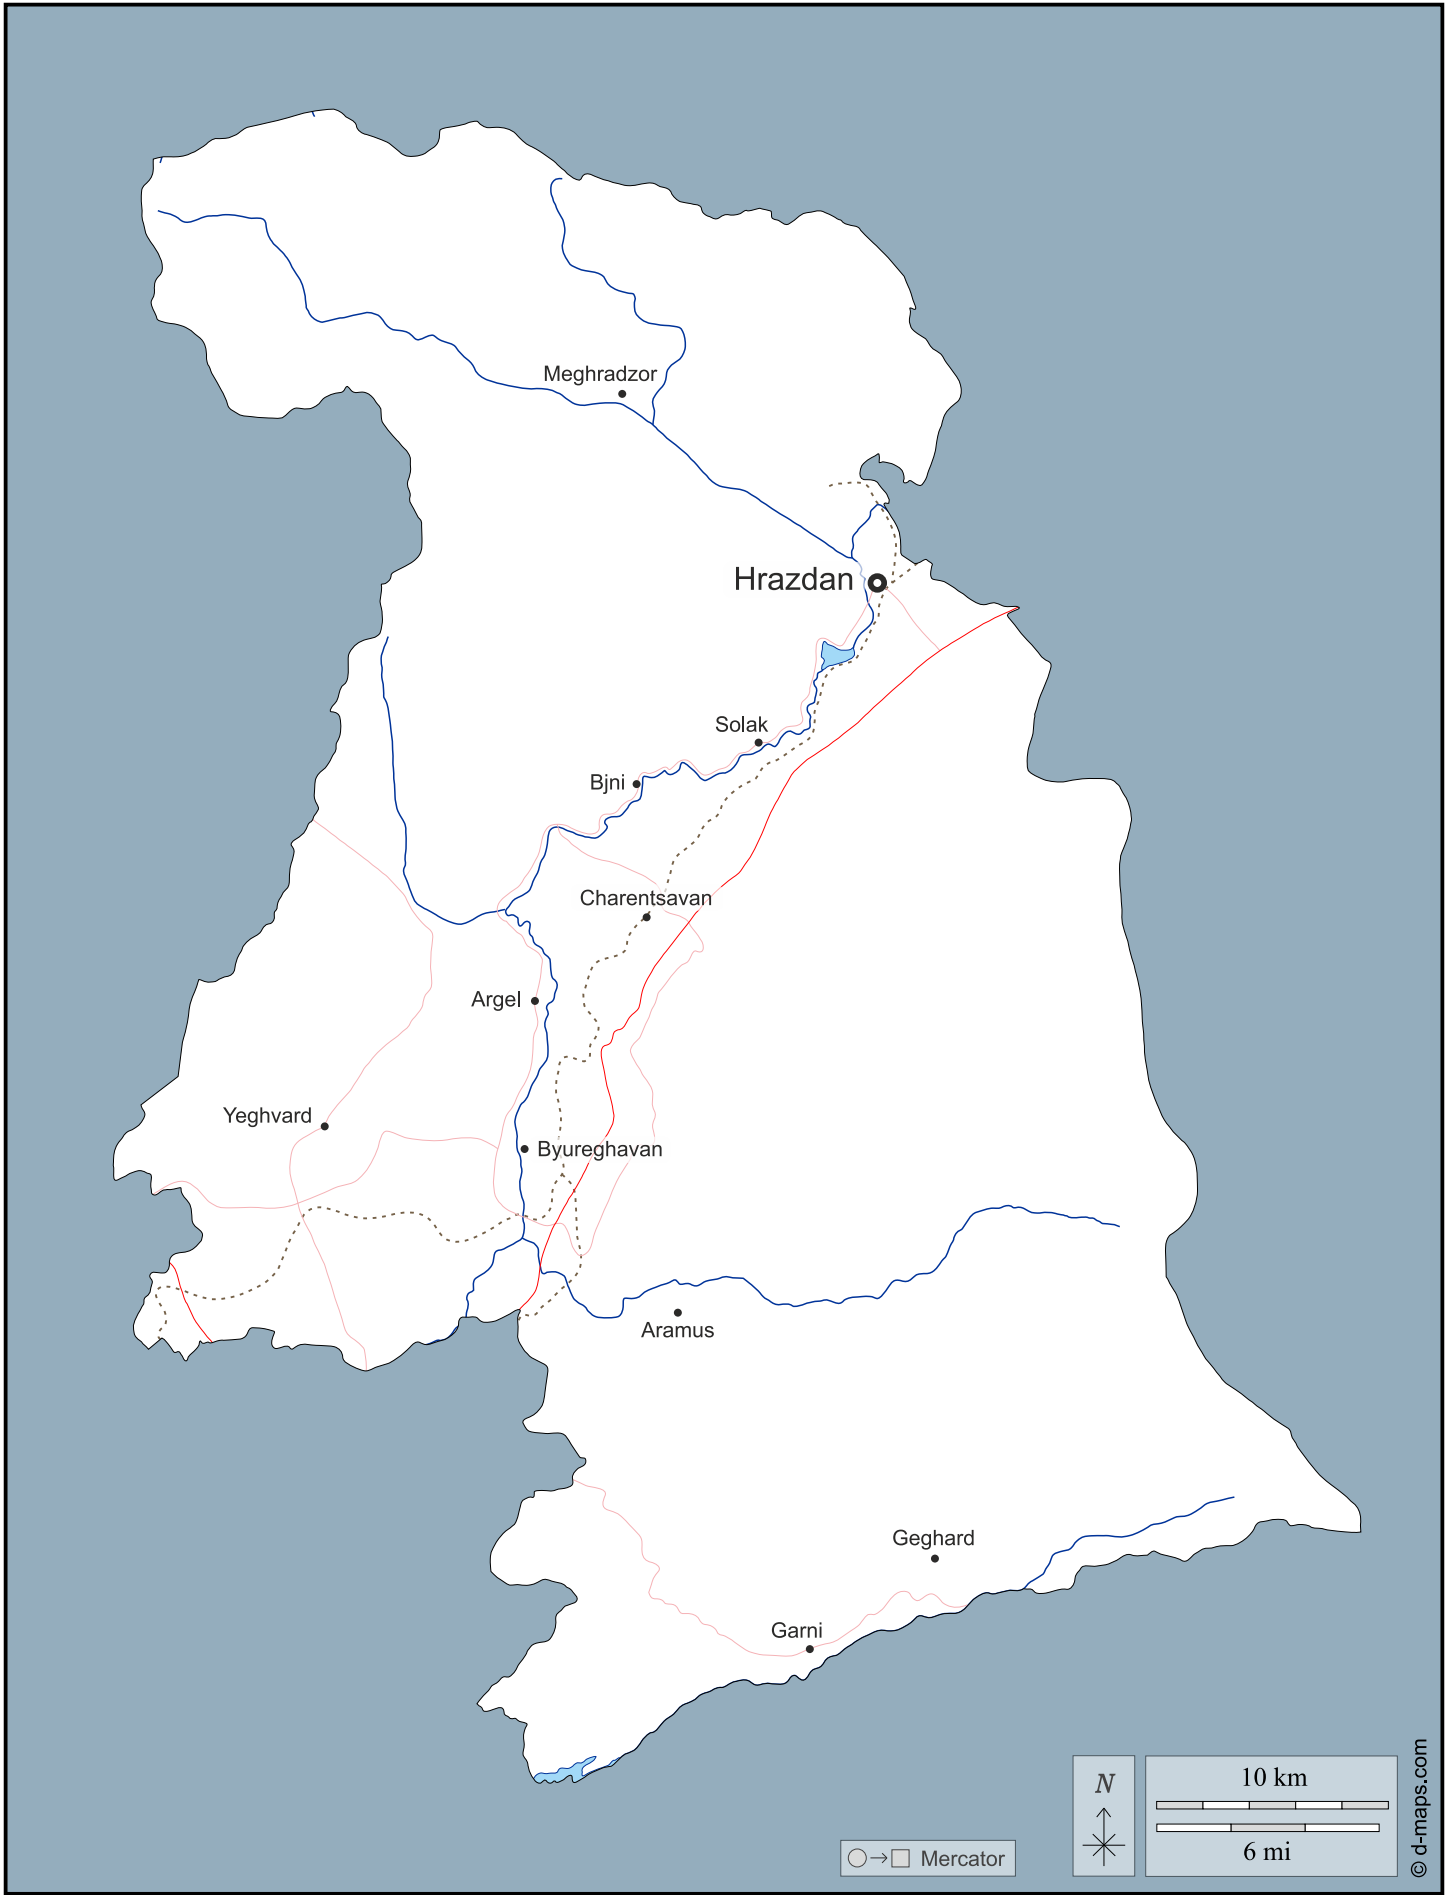 Meghradzor
Hrazdan
Solak
Bjni
Charentsavan
Argel
Yeghvard
Byureghavan
Aramus
Geghard
Garni
N
10 km
6 mi
Mercator
© d-maps.com